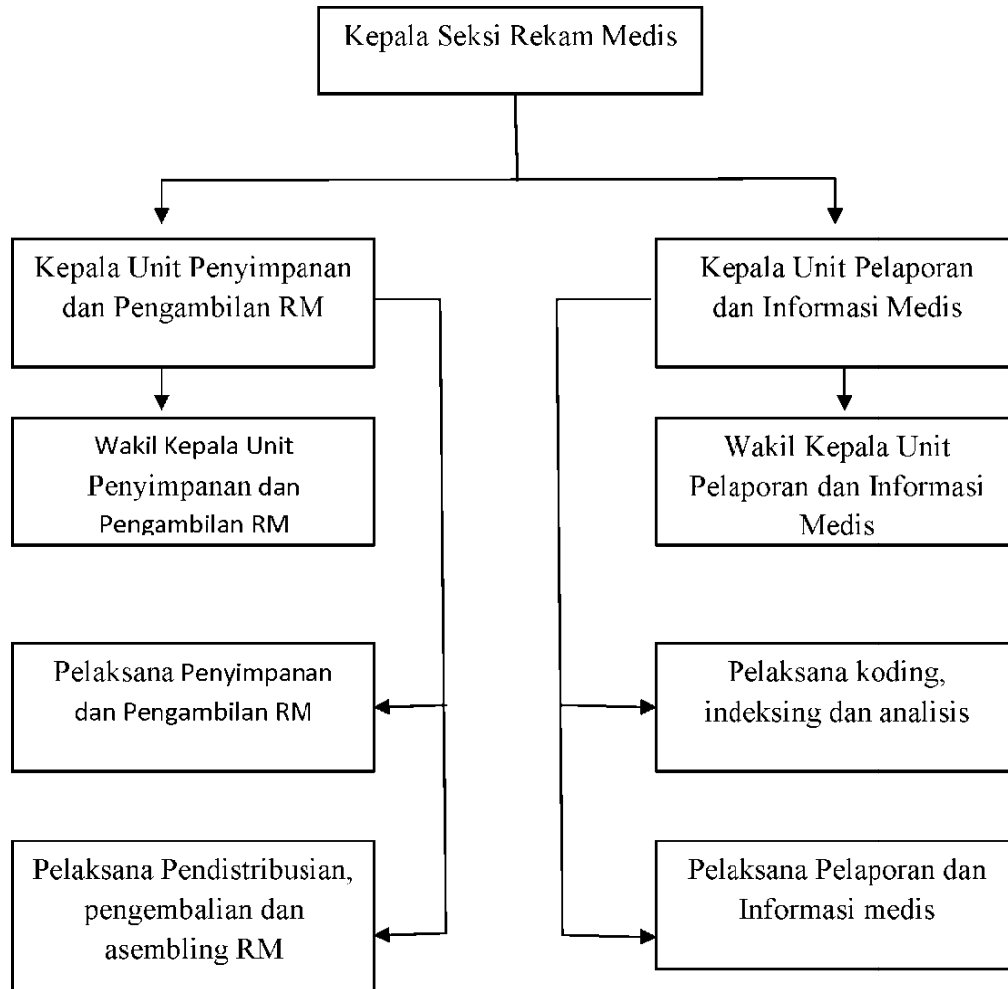 Kepala Seksi Rekam Medis
Kepala Unit Penyimpanan
dan Pengambilan RM
Kepala Unit Pelaporan
dan Informasi Medis
Wakil Kepala Unit
Penyimpanan dan
Pengambilan RM
Wakil Kepala Unit
Pelaporan dan Informasi
Medis
Pelaksana Penyimpanan
dan Pengambilan RM
Pelaksana koding,
indeksing dan analisis
Pelaksana Pendistribusian,
pengembalian dan
asembling RM
Pelaksana Pelaporan dan
Informasi medis